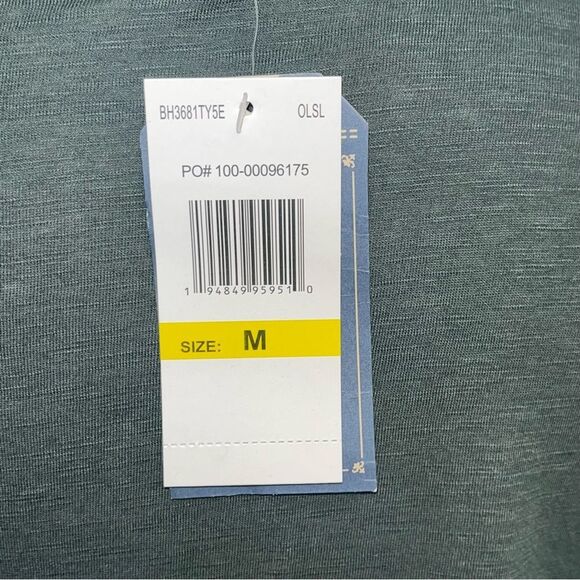 BH3681TY5E OLSL
PO# 100-00096175
1 94849 95951 0
SIZE: M